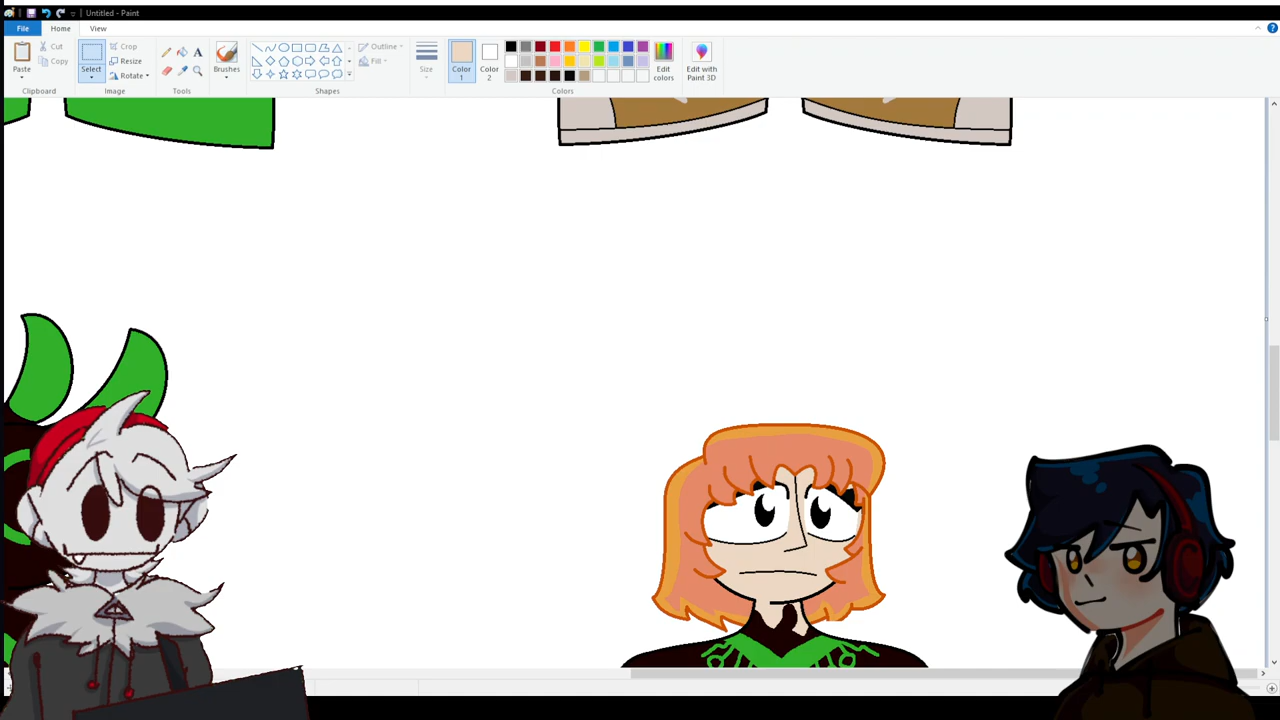 Untitled - Paint
File Home View
Paste
Cut
Copy
Clipboard
Select
Crop
Resize
Rotate
Image
A
Tools
Brushes
Outline
Fill
Shapes
Size
Color
1
Color
2
Edit
colors
Colors
Edit with
Paint 3D